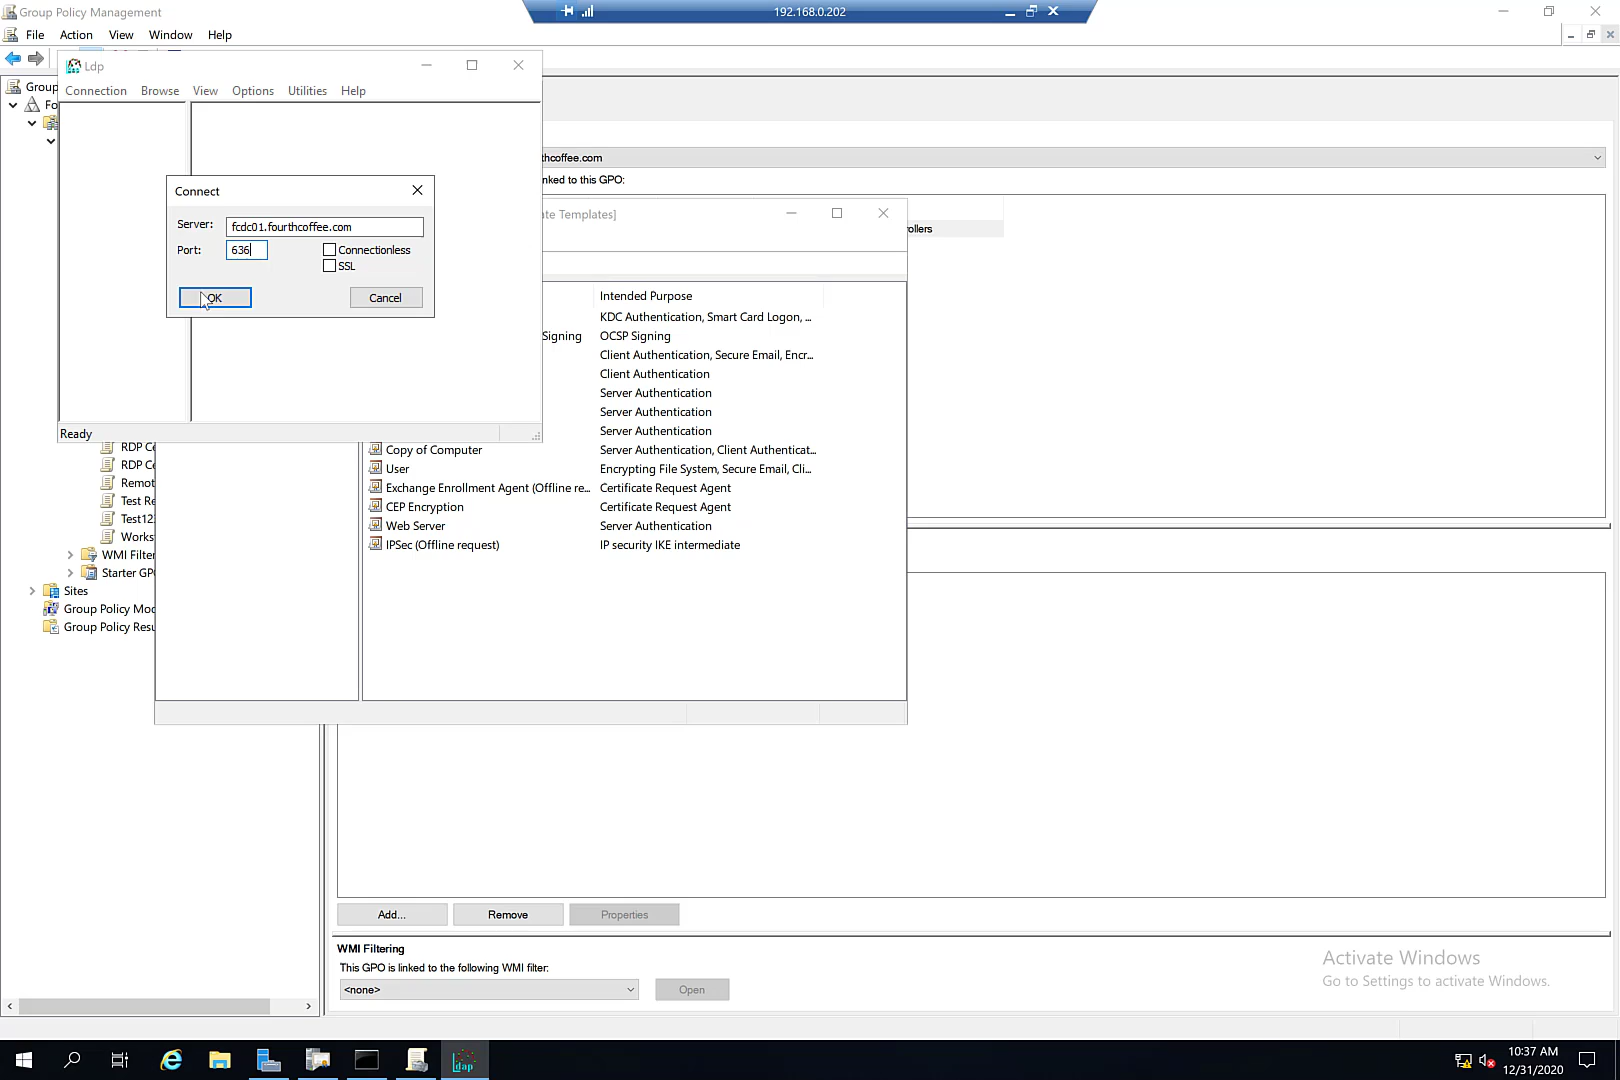 Group Policy Management
192.168.0.202
File Action View Window Help
Ldp
Connection Browse View Options Utilities Help
Group
Fo
thcoffee.com
nked to this GPO:
Connect
Server: fcdc01.fourthcoffee.com
Port: 636 Connectionless
SSL
OK Cancel
te Templates]
ollers
Intended Purpose
KDC Authentication, Smart Card Logon, ...
Signing OCSP Signing
Client Authentication, Secure Email, Encr...
Client Authentication
Server Authentication
Server Authentication
Server Authentication
Copy of Computer Server Authentication, Client Authenticat...
User Encrypting File System, Secure Email, Cli...
Exchange Enrollment Agent (Offline re... Certificate Request Agent
CEP Encryption Certificate Request Agent
Web Server Server Authentication
IPSec (Offline request) IP security IKE intermediate
Ready
RDP Ce
RDP Ce
Remot
Test Re
Test12
Works
WMI Filte
Starter GP
Sites
Group Policy Moc
Group Policy Resu
Add... Remove Properties
WMI Filtering
This GPO is linked to the following WMI filter:
<none> Open
Activate Windows
Go to Settings to activate Windows.
ldap
10:37 AM
12/31/2020